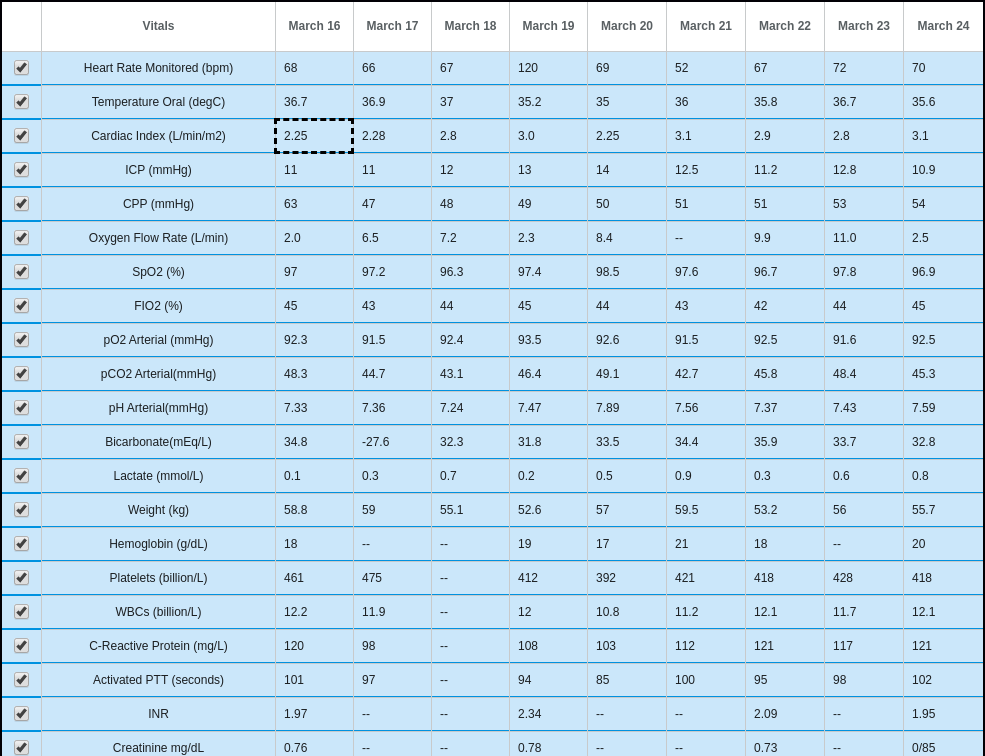 Vitals March 16 March 17 March 18 March 19 March 20 March 21 March 22 March 23 March 24
Heart Rate Monitored (bpm) 68 66 67 120 69 52 67 72 70
Temperature Oral (degC) 36.7 36.9 37 35.2 35 36 35.8 36.7 35.6
Cardiac Index (L/min/m2) 2.25 2.28 2.8 3.0 2.25 3.1 2.9 2.8 3.1
ICP (mmHg) 11 11 12 13 14 12.5 11.2 12.8 10.9
CPP (mmHg) 63 47 48 49 50 51 51 53 54
Oxygen Flow Rate (L/min) 2.0 6.5 7.2 2.3 8.4 -- 9.9 11.0 2.5
SpO2 (%) 97 97.2 96.3 97.4 98.5 97.6 96.7 97.8 96.9
FIO2 (%) 45 43 44 45 44 43 42 44 45
pO2 Arterial (mmHg) 92.3 91.5 92.4 93.5 92.6 91.5 92.5 91.6 92.5
pCO2 Arterial(mmHg) 48.3 44.7 43.1 46.4 49.1 42.7 45.8 48.4 45.3
pH Arterial(mmHg) 7.33 7.36 7.24 7.47 7.89 7.56 7.37 7.43 7.59
Bicarbonate(mEq/L) 34.8 -27.6 32.3 31.8 33.5 34.4 35.9 33.7 32.8
Lactate (mmol/L) 0.1 0.3 0.7 0.2 0.5 0.9 0.3 0.6 0.8
Weight (kg) 58.8 59 55.1 52.6 57 59.5 53.2 56 55.7
Hemoglobin (g/dL) 18 -- -- 19 17 21 18 -- 20
Platelets (billion/L) 461 475 -- 412 392 421 418 428 418
WBCs (billion/L) 12.2 11.9 -- 12 10.8 11.2 12.1 11.7 12.1
C-Reactive Protein (mg/L) 120 98 -- 108 103 112 121 117 121
Activated PTT (seconds) 101 97 -- 94 85 100 95 98 102
INR 1.97 -- -- 2.34 -- -- 2.09 -- 1.95
Creatinine mg/dL 0.76 -- -- 0.78 -- -- 0.73 -- 0/85